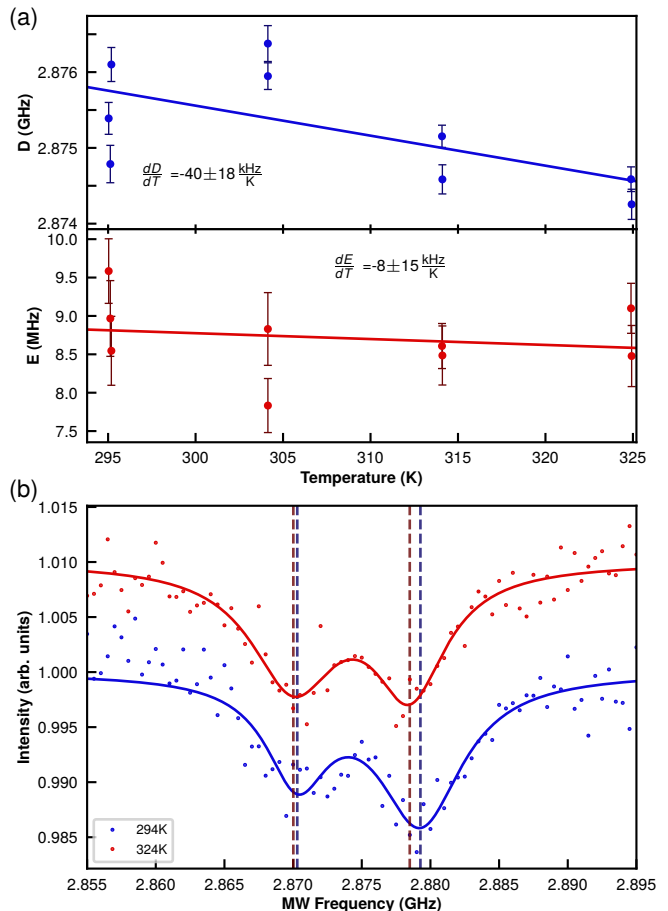 (a)
2.876
2.875
2.874
D (GHz)
dD/dT =-40±18 kHz/K
10.0
9.5
9.0
8.5
8.0
7.5
E (MHz)
dE/dT =-8±15 kHz/K
295 300 305 310 315 320 325
Temperature (K)
(b)
1.015
1.010
1.005
1.000
0.995
0.990
0.985
Intensity (arb. units)
294K
324K
2.855 2.860 2.865 2.870 2.875 2.880 2.885 2.890 2.895
MW Frequency (GHz)